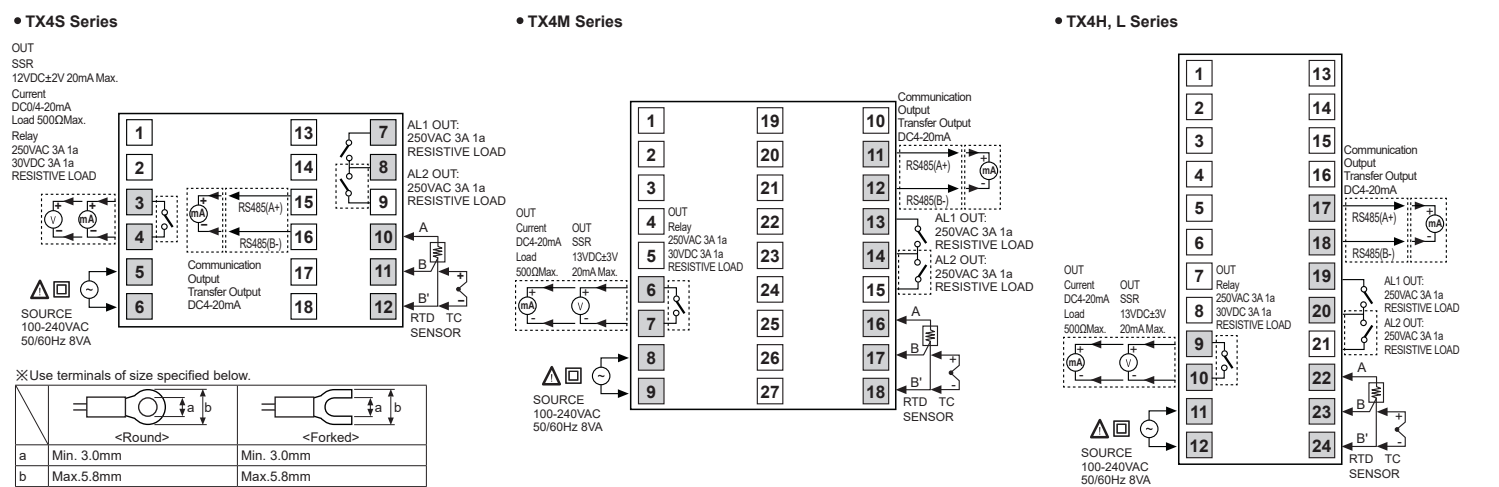 • TX4S Series
OUT
SSR
12VDC±2V 20mA Max.
Current
DC0/4-20mA
Load 500ΩMax.
Relay
250VAC 3A 1a
30VDC 3A 1a
RESISTIVE LOAD
1
2
3
4
5
6
13
14
15
16
17
18
7
8
9
10
11
12
V
+
-
mA
+
-
mA
+
-
RS485(A+)
RS485(B-)
Communication
Output
Transfer Output
DC4-20mA
AL1 OUT:
250VAC 3A 1a
RESISTIVE LOAD
AL2 OUT:
250VAC 3A 1a
RESISTIVE LOAD
A
B
B'
+
-
RTD TC
SENSOR
~
SOURCE
100-240VAC
50/60Hz 8VA
※Use terminals of size specified below.
a
b
a
b
<Round>
<Forked>
a Min. 3.0mm Min. 3.0mm
b Max.5.8mm Max.5.8mm
• TX4M Series
1
2
3
4
5
6
7
8
9
19
20
21
22
23
24
25
26
27
10
11
12
13
14
15
16
17
18
OUT
Current
DC4-20mA
Load
500ΩMax.
OUT
SSR
13VDC±3V
20mA Max.
OUT
Relay
250VAC 3A 1a
30VDC 3A 1a
RESISTIVE LOAD
mA
+
-
V
+
-
~
SOURCE
100-240VAC
50/60Hz 8VA
Communication
Output
Transfer Output
DC4-20mA
RS485(A+)
RS485(B-)
+
mA
-
AL1 OUT:
250VAC 3A 1a
RESISTIVE LOAD
AL2 OUT:
250VAC 3A 1a
RESISTIVE LOAD
A
B
B'
+
-
RTD TC
SENSOR
• TX4H, L Series
1
2
3
4
5
6
7
8
9
10
11
12
13
14
15
16
17
18
19
20
21
22
23
24
OUT
Current
DC4-20mA
Load
500ΩMax.
OUT
SSR
13VDC±3V
20mA Max.
OUT
Relay
250VAC 3A 1a
30VDC 3A 1a
RESISTIVE LOAD
mA
+
-
V
+
-
~
SOURCE
100-240VAC
50/60Hz 8VA
Communication
Output
Transfer Output
DC4-20mA
RS485(A+)
RS485(B-)
+
mA
-
AL1 OUT:
250VAC 3A 1a
RESISTIVE LOAD
AL2 OUT:
250VAC 3A 1a
RESISTIVE LOAD
A
B
B'
+
-
RTD TC
SENSOR